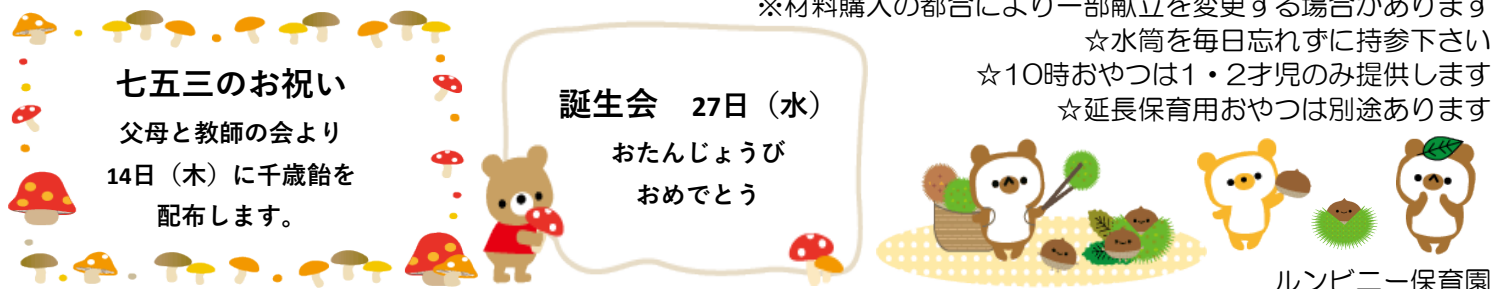 七五三のお祝い
父母と教師の会より
14日（木）に千歳飴を
配布します。
誕生会　27日（水）
おたんじょうび
おめでとう
※材料購入の都合により一部献立を変更する場合があります
☆水筒を毎日忘れずに持参下さい
☆10時おやつは1・2才児のみ提供します
☆延長保育用おやつは別途あります
ルンビニー保育園